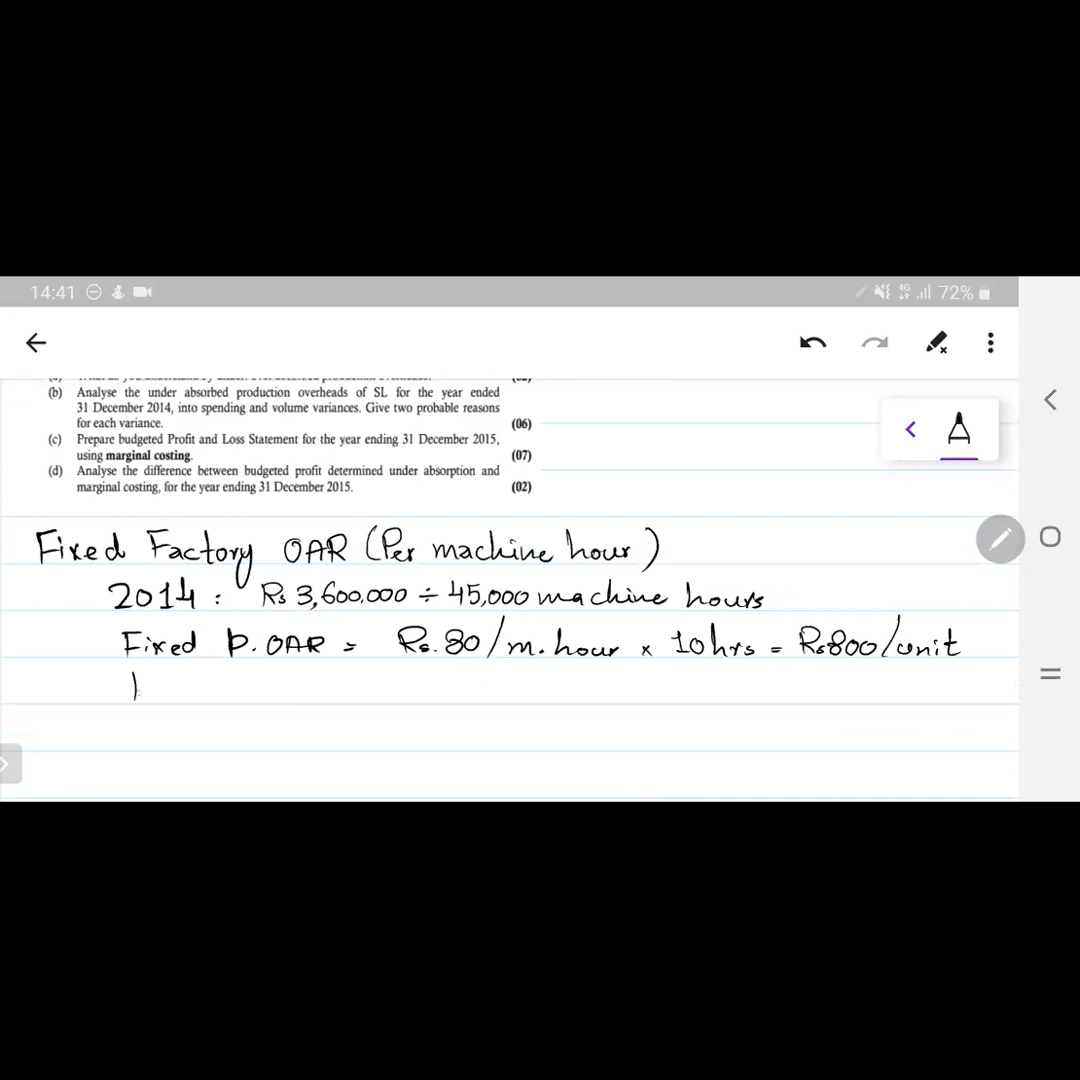 14:41 4G 72%
(b) Analyse the under absorbed production overheads of SL for the year ended
31 December 2014, into spending and volume variances. Give two probable reasons
for each variance. (06)
(c) Prepare budgeted Profit and Loss Statement for the year ending 31 December 2015,
using marginal costing. (07)
(d) Analyse the difference between budgeted profit determined under absorption and
marginal costing, for the year ending 31 December 2015. (02)
Fixed Factory OAR (Per machine hour)
2014: Rs 3,600,000 ÷ 45,000 machine hours
Fixed P. OAR = Rs. 80/m. hour x 10hrs = Rs800/unit